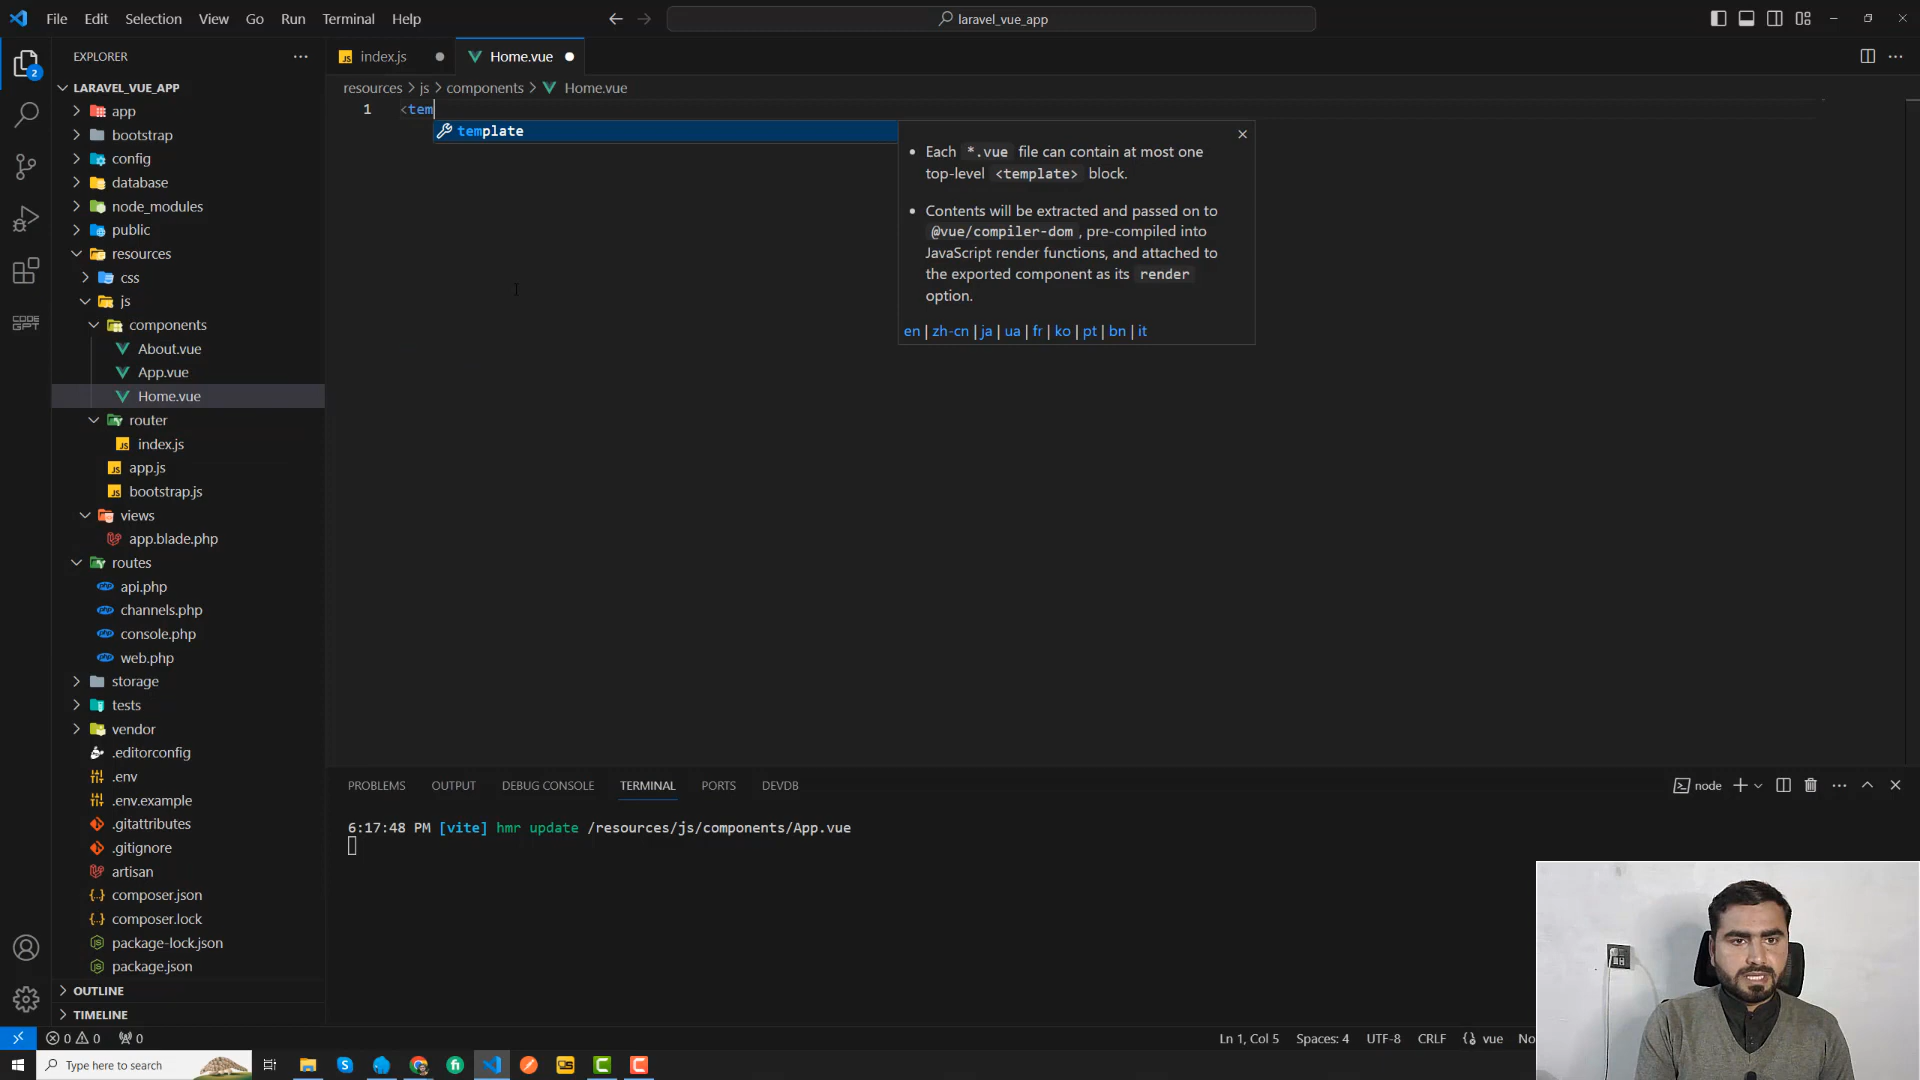 File Edit Selection View Go Run Terminal Help
laravel_vue_app
EXPLORER
LARAVEL_VUE_APP
app
bootstrap
config
database
node_modules
public
resources
css
js
components
About.vue
App.vue
Home.vue
router
index.js
app.js
bootstrap.js
views
app.blade.php
routes
api.php
channels.php
console.php
web.php
storage
tests
vendor
.editorconfig
.env
.env.example
.gitattributes
.gitignore
artisan
composer.json
composer.lock
package-lock.json
package.json
OUTLINE
TIMELINE
2
CODE
GPT
JS index.js
Home.vue
resources > js > components > Home.vue
1 <tem
template
Each *.vue file can contain at most one
top-level <template> block.
Contents will be extracted and passed on to
@vue/compiler-dom , pre-compiled into
JavaScript render functions, and attached to
the exported component as its render
option.
en | zh-cn | ja | ua | fr | ko | pt | bn | it
PROBLEMS OUTPUT DEBUG CONSOLE TERMINAL PORTS DEVDB
node
6:17:48 PM [vite] hmr update /resources/js/components/App.vue
0 0 0
Ln 1, Col 5 Spaces: 4 UTF-8 CRLF vue No
Type here to search